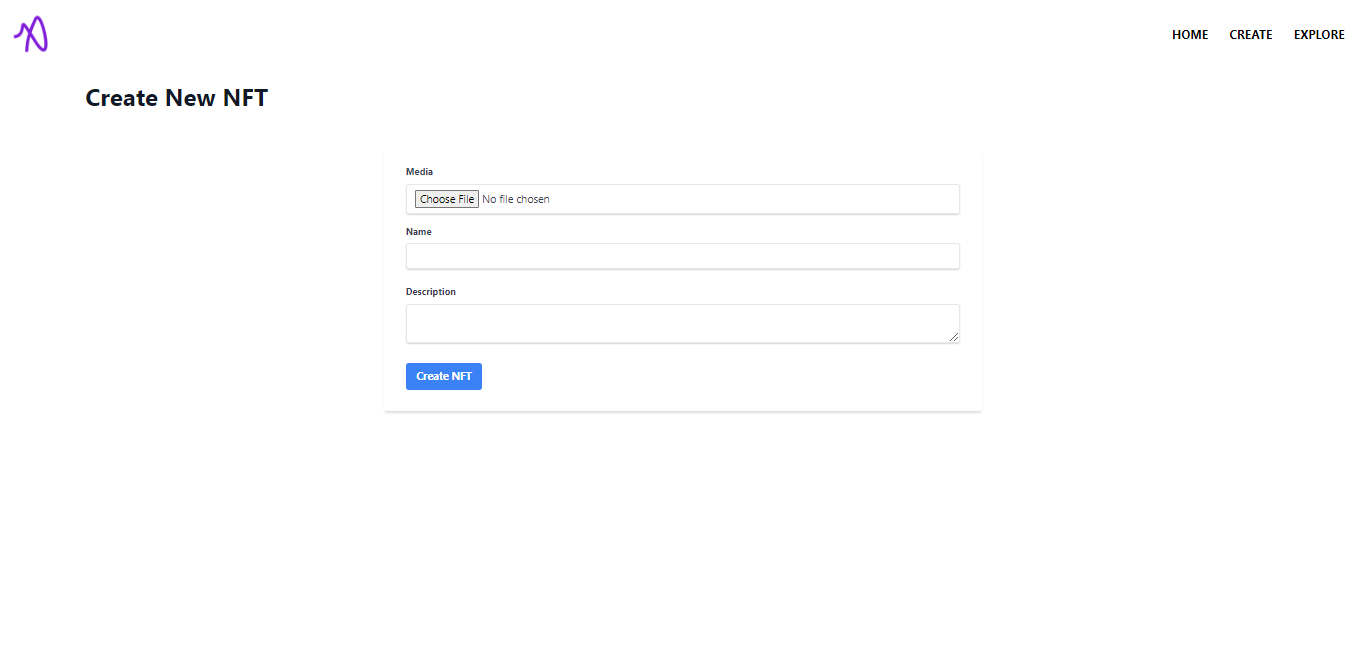 HOME CREATE EXPLORE
Create New NFT
Media
Choose File No file chosen
Name
Description
Create NFT